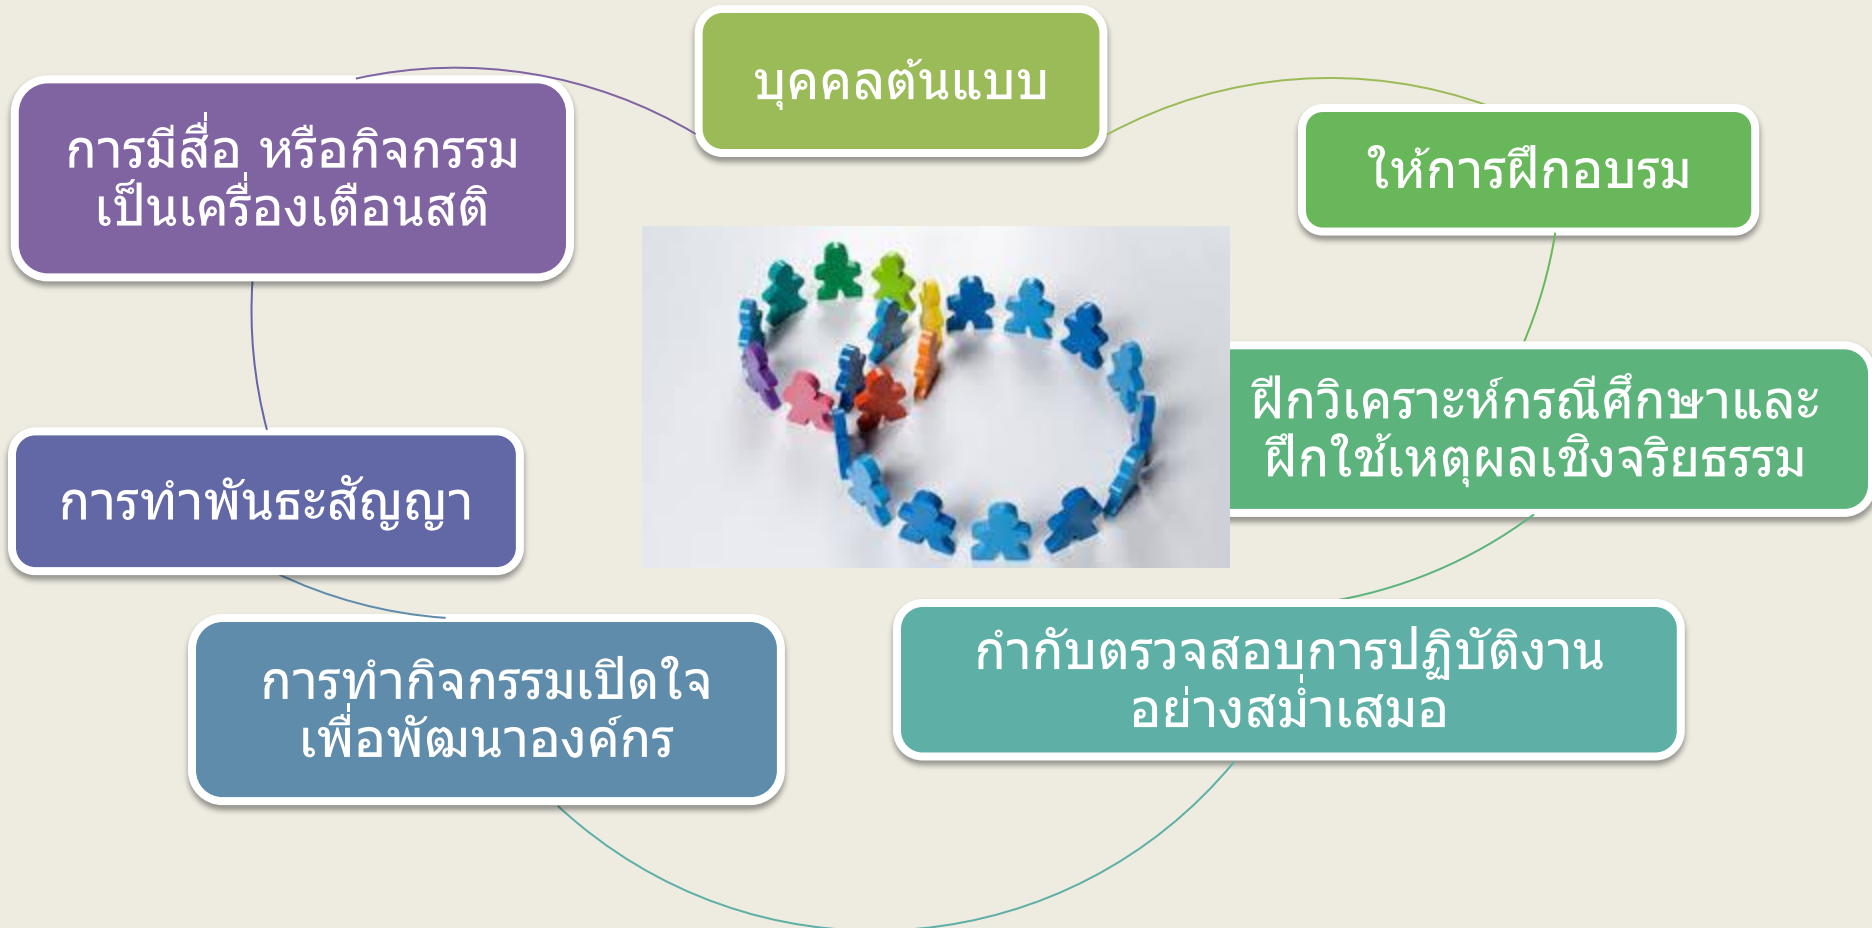 บุคคลต้นแบบ
ให้การฝึกอบรม
ฝึกวิเคราะห์กรณีศึกษาและ
ฝึกใช้เหตุผลเชิงจริยธรรม
กำกับตรวจสอบการปฏิบัติงาน
อย่างสม่ำเสมอ
การทำกิจกรรมเปิดใจ
เพื่อพัฒนาองค์กร
การทำพันธะสัญญา
การมีสื่อ หรือกิจกรรม
เป็นเครื่องเตือนสติ